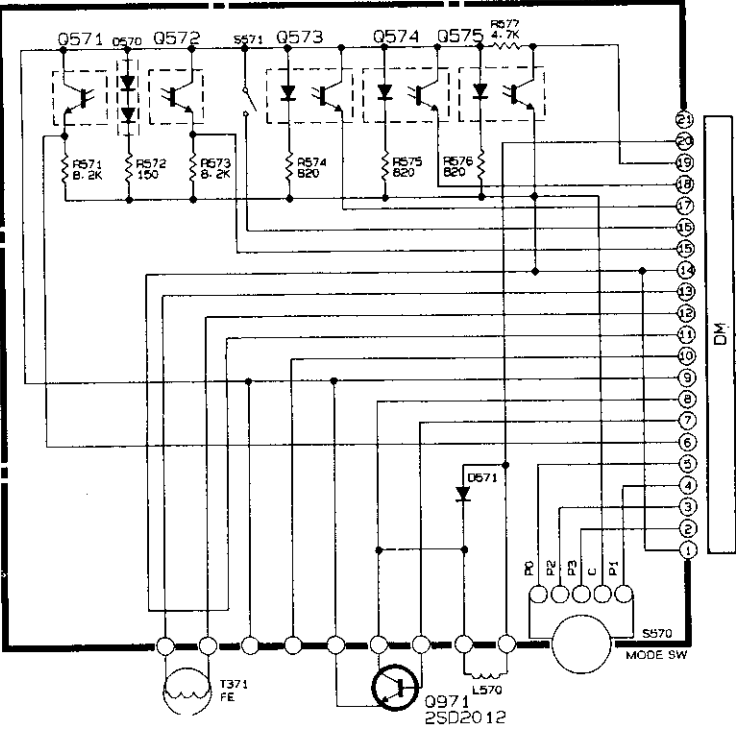 R577
4.7K
Q571
D570
Q572
S571
Q573
Q574
Q575
R571
8.2K
R572
150
R573
8.2K
R574
820
R575
820
R576
820
21
20
19
18
17
16
15
14
13
12
11
10
9
8
7
6
5
4
3
2
1
DM
D571
P0
P2
P3
C
P1
S570
MODE SW
T371
FE
L570
Q971
2SD2012